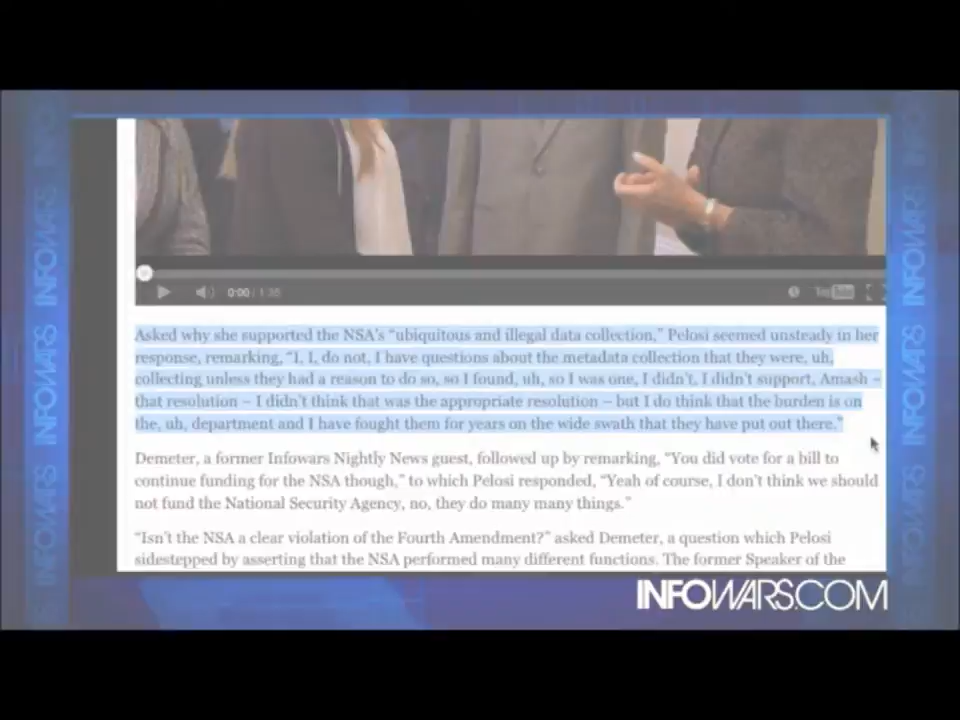 INFOWARS
INFOWARS
0:00 / 1:35
You Tube
Asked why she supported the NSA's “ubiquitous and illegal data collection,” Pelosi seemed unsteady in her
response, remarking, “I, I, do not, I have questions about the metadata collection that they were, uh,
collecting unless they had a reason to do so, so I found, uh, so I was one, I didn't, I didn't support, Amash –
that resolution – I didn't think that was the appropriate resolution – but I do think that the burden is on
the, uh, department and I have fought them for years on the wide swath that they have put out there.”
Demeter, a former Infowars Nightly News guest, followed up by remarking, “You did vote for a bill to
continue funding for the NSA though,” to which Pelosi responded, “Yeah of course, I don't think we should
not fund the National Security Agency, no, they do many many things.”
“Isn't the NSA a clear violation of the Fourth Amendment?” asked Demeter, a question which Pelosi
sidestepped by asserting that the NSA performed many different functions. The former Speaker of the
INFOWARS.COM